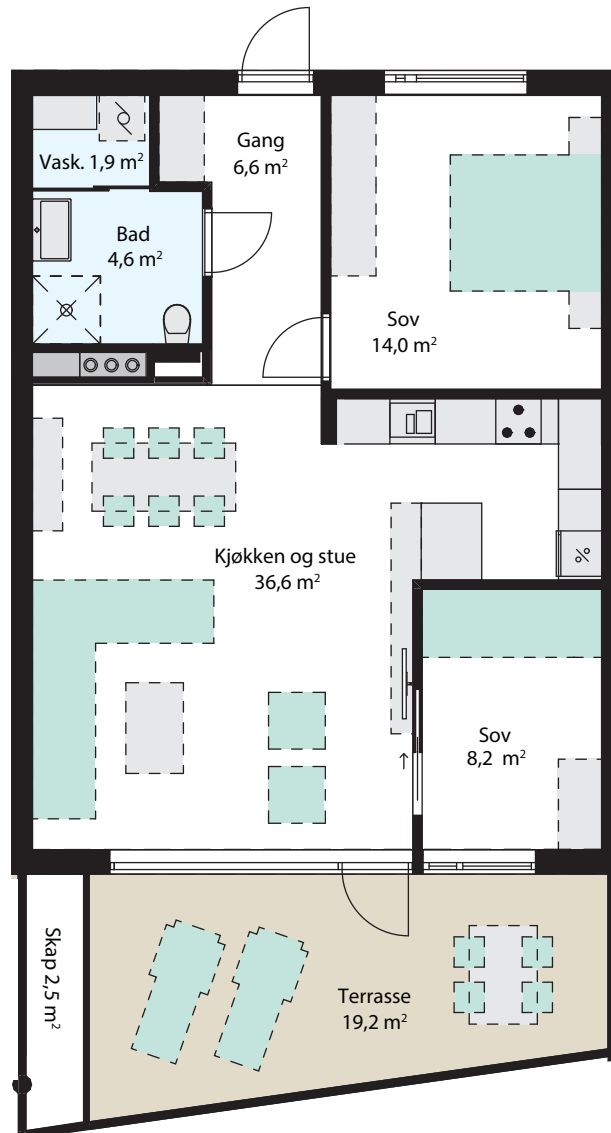 Gang
6,6 m²
Vask. 1,9 m²
Bad
4,6 m²
Sov
14,0 m²
Kjøkken og stue
36,6 m²
Sov
8,2 m²
Skap 2,5 m²
Terrasse
19,2 m²